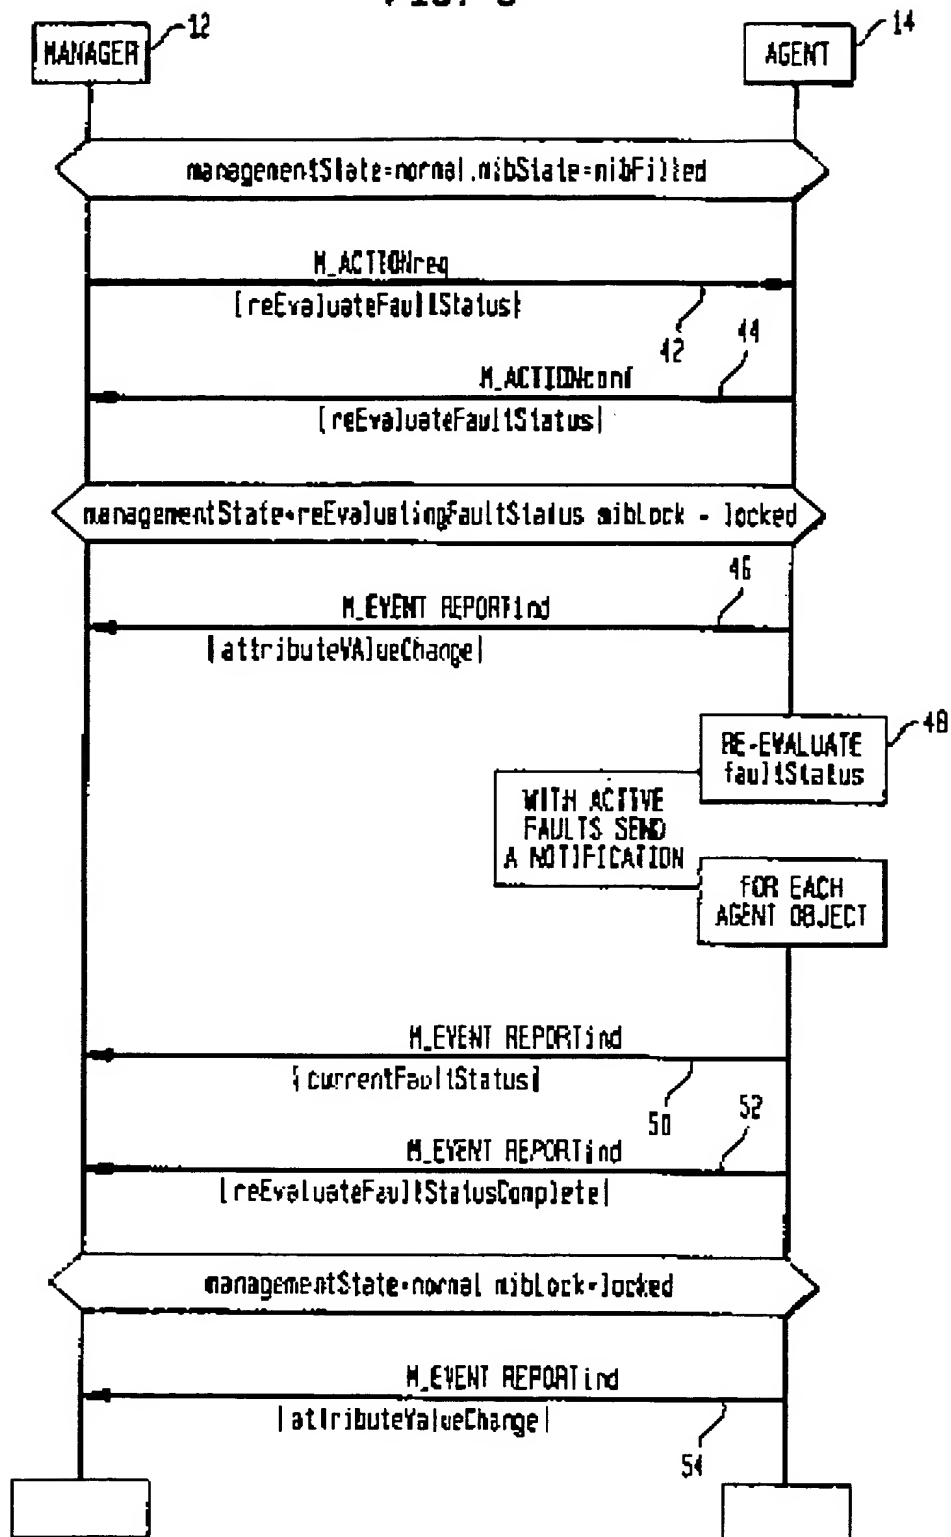 MANAGER
12
AGENT
14
managementState=normal.mibState=mibFilled
M_ACTIONreq
[reEvaluateFaultStatus]
42
44
M_ACTIONconf
[reEvaluateFaultStatus]
managementState=reEvaluatingFaultStatus mibLock - locked
46
M_EVENT REPORTind
[attributeVAlueChange]
48
RE-EVALUATE
faultStatus
WITH ACTIVE
FAULTS SEND
A NOTIFICATION
FOR EACH
AGENT OBJECT
M_EVENT REPORTind
[currentFaultStatus]
50
52
M_EVENT REPORTind
[reEvaluateFaultStatusComplete]
managementState=normal mibLock=locked
M_EVENT REPORTind
[attributeValueChange]
54